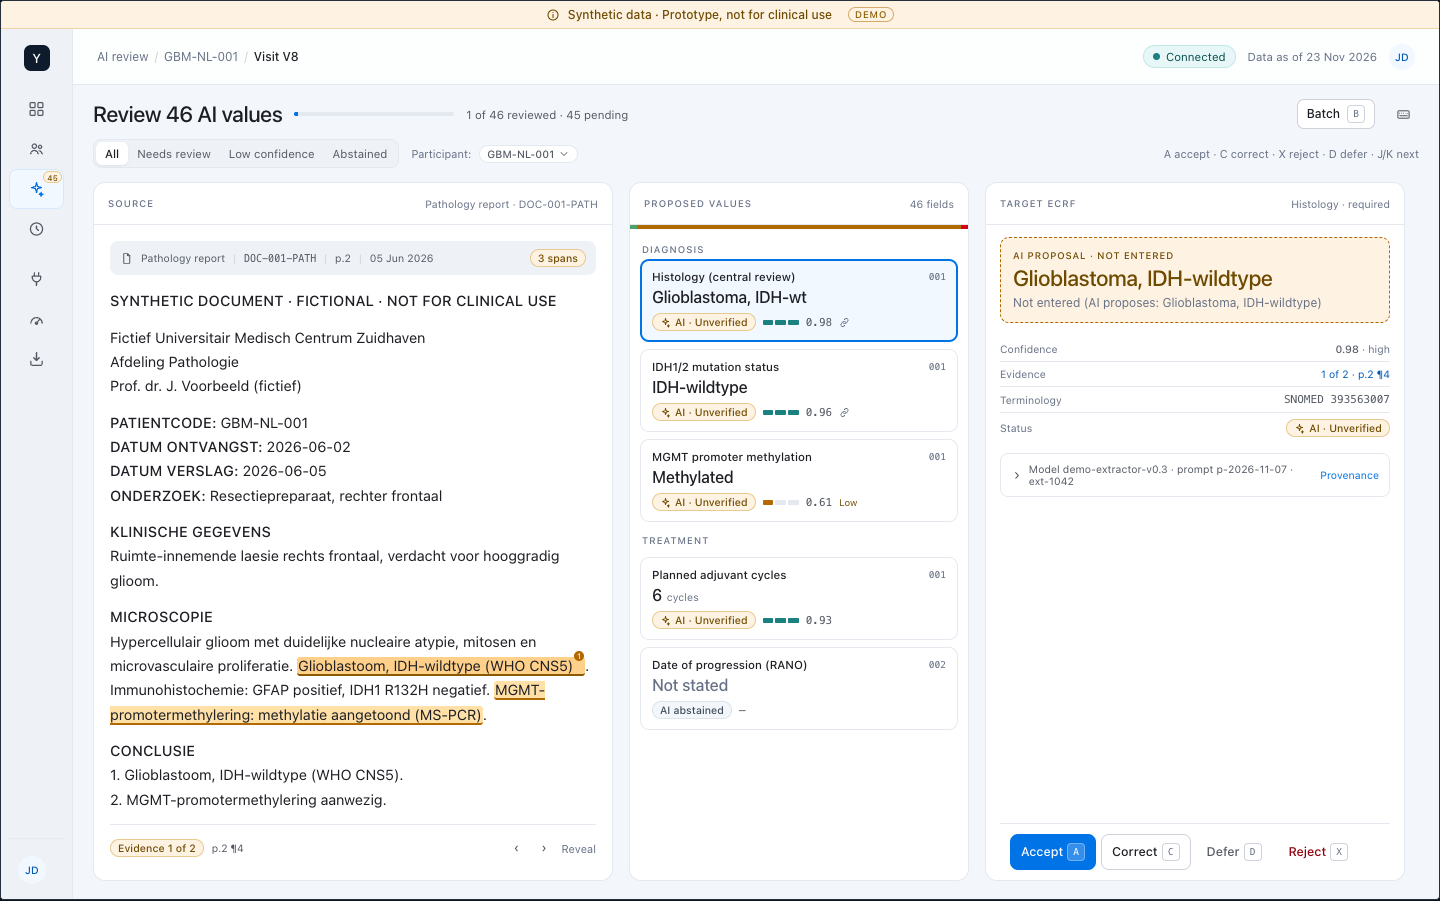 Synthetic data · Prototype, not for clinical use DEMO
Y
AI review / GBM-NL-001 / Visit V8
Connected Data as of 23 Nov 2026 JD
46
Review 46 AI values 1 of 46 reviewed · 45 pending
Batch B
All Needs review Low confidence Abstained Participant: GBM-NL-001
A accept · C correct · X reject · D defer · J/K next
SOURCE Pathology report · DOC-001-PATH
Pathology report DOC-001-PATH p.2 05 Jun 2026 3 spans
SYNTHETIC DOCUMENT · FICTIONAL · NOT FOR CLINICAL USE
Fictief Universitair Medisch Centrum Zuidhaven
Afdeling Pathologie
Prof. dr. J. Voorbeeld (fictief)
PATIENTCODE: GBM-NL-001
DATUM ONTVANGST: 2026-06-02
DATUM VERSLAG: 2026-06-05
ONDERZOEK: Resectiepreparaat, rechter frontaal
KLINISCHE GEGEVENS
Ruimte-innemende laesie rechts frontaal, verdacht voor hooggradig
glioom.
MICROSCOPIE
Hypercellulair glioom met duidelijke nucleaire atypie, mitosen en
microvasculaire proliferatie. Glioblastoom, IDH-wildtype (WHO CNS5) 1.
Immunohistochemie: GFAP positief, IDH1 R132H negatief. MGMT-
promotermethylering: methylatie aangetoond (MS-PCR).
CONCLUSIE
1. Glioblastoom, IDH-wildtype (WHO CNS5).
2. MGMT-promotermethylering aanwezig.
Evidence 1 of 2 p.2 ¶4 ‹ › Reveal
PROPOSED VALUES 46 fields
DIAGNOSIS
Histology (central review) 001
Glioblastoma, IDH-wt
AI · Unverified 0.98
IDH1/2 mutation status 001
IDH-wildtype
AI · Unverified 0.96
MGMT promoter methylation 001
Methylated
AI · Unverified 0.61 Low
TREATMENT
Planned adjuvant cycles 001
6 cycles
AI · Unverified 0.93
Date of progression (RANO) 002
Not stated
AI abstained —
TARGET ECRF Histology · required
AI PROPOSAL · NOT ENTERED
Glioblastoma, IDH-wildtype
Not entered (AI proposes: Glioblastoma, IDH-wildtype)
Confidence 0.98 · high
Evidence 1 of 2 · p.2 ¶4
Terminology SNOMED 393563007
Status AI · Unverified
Model demo-extractor-v0.3 · prompt p-2026-11-07 ·
ext-1042
Provenance
Accept A Correct C Defer D Reject X
JD